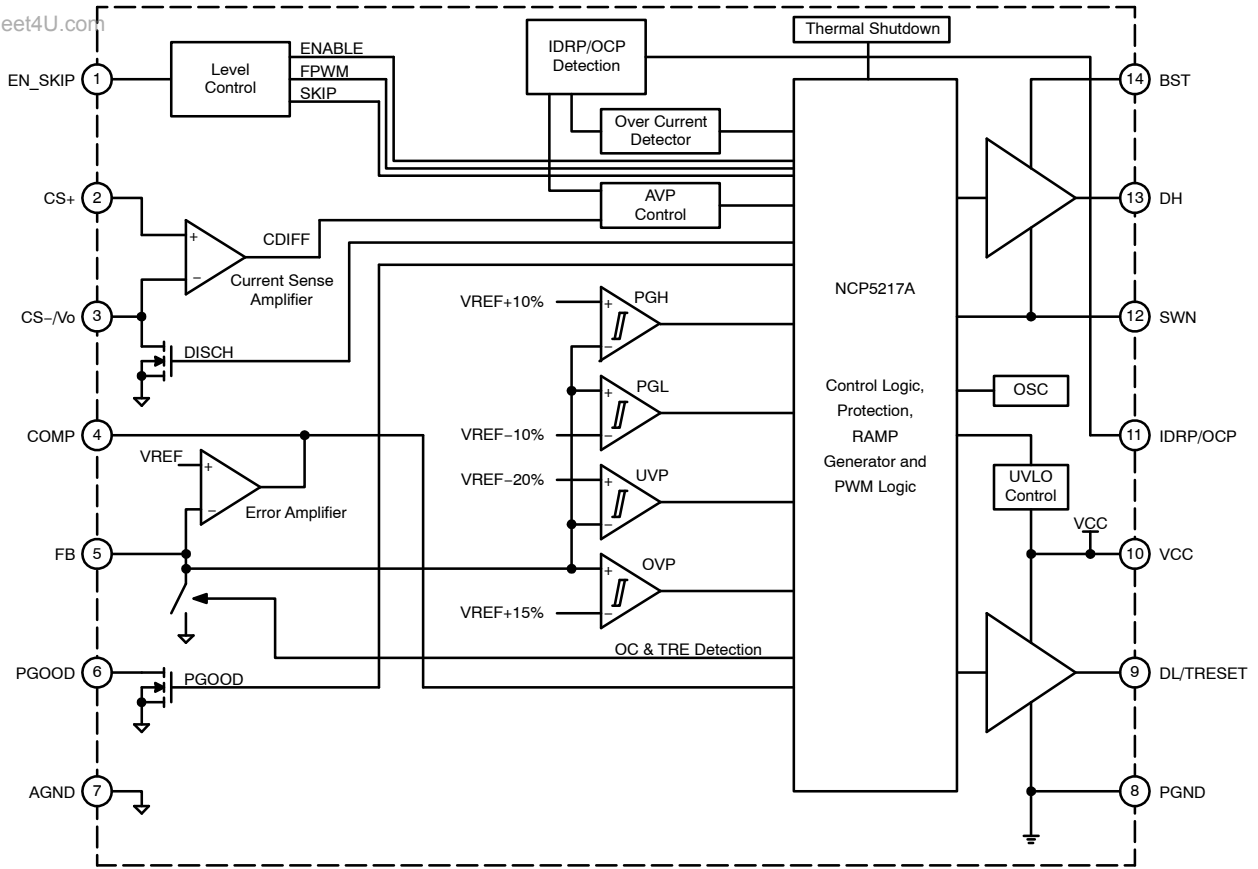 eet4U.com
Thermal Shutdown
IDRP/OCP
Detection
ENABLE
FPWM
SKIP
Level
Control
EN_SKIP 1
14 BST
Over Current
Detector
AVP
Control
CS+ 2
13 DH
+
CDIFF
−
Current Sense
Amplifier
NCP5217A
VREF+10% + PGH
−
CS−/Vo 3
12 SWN
DISCH
Control Logic,
Protection,
RAMP
Generator and
PWM Logic
OSC
+ PGL
VREF−10% −
COMP 4
11 IDRP/OCP
VREF +
−
Error Amplifier
VREF−20% + UVP
−
UVLO
Control
VCC
FB 5
10 VCC
+ OVP
VREF+15% −
OC & TRE Detection
PGOOD 6
PGOOD
9 DL/TRESET
AGND 7
8 PGND